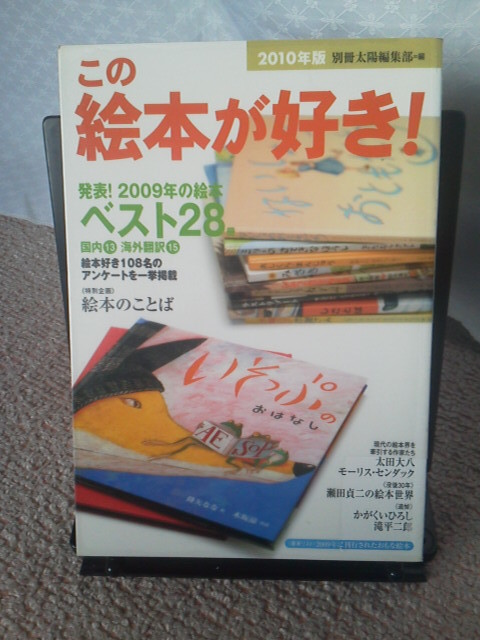 2010年版 別冊太陽編集部=編
この
絵本が好き!
発表! 2009年の絵本
ベスト28。
国内13 海外翻訳15
絵本好き108名の
アンケートを一挙掲載
〈特別企画〉
絵本のことば
いそっぷの
おはなし
AE SOP
現代の絵本界を
牽引する作家たち
太田大八
モーリス・センダック
〈没後30年〉
瀬田貞二の絵本世界
〈追悼〉
かがくいひろし
滝平二郎